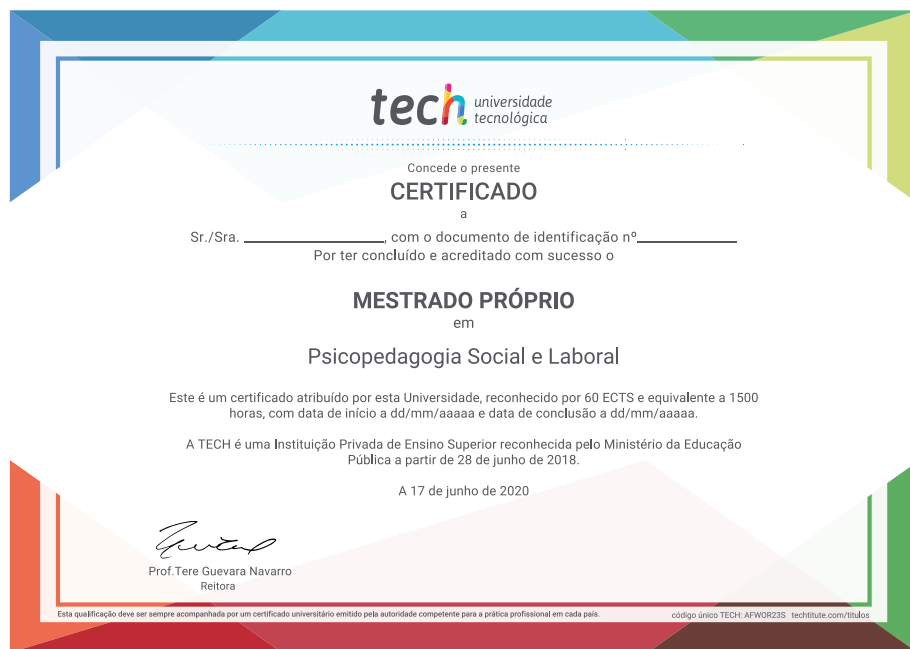 tech universidade
tecnológica
Concede o presente
CERTIFICADO
a
Sr./Sra. ____________, com o documento de identificação nº____________
Por ter concluído e acreditado com sucesso o
MESTRADO PRÓPRIO
em
Psicopedagogia Social e Laboral
Este é um certificado atribuído por esta Universidade, reconhecido por 60 ECTS e equivalente a 1500
horas, com data de início a dd/mm/aaaaa e data de conclusão a dd/mm/aaaaa.
A TECH é uma Instituição Privada de Ensino Superior reconhecida pelo Ministério da Educação
Pública a partir de 28 de junho de 2018.
A 17 de junho de 2020
Prof.Tere Guevara Navarro
Reitora
Esta qualificação deve ser sempre acompanhada por um certificado universitário emitido pela autoridade competente para a prática profissional em cada país. código único TECH: AFWOR23S techtitute.com/titulos